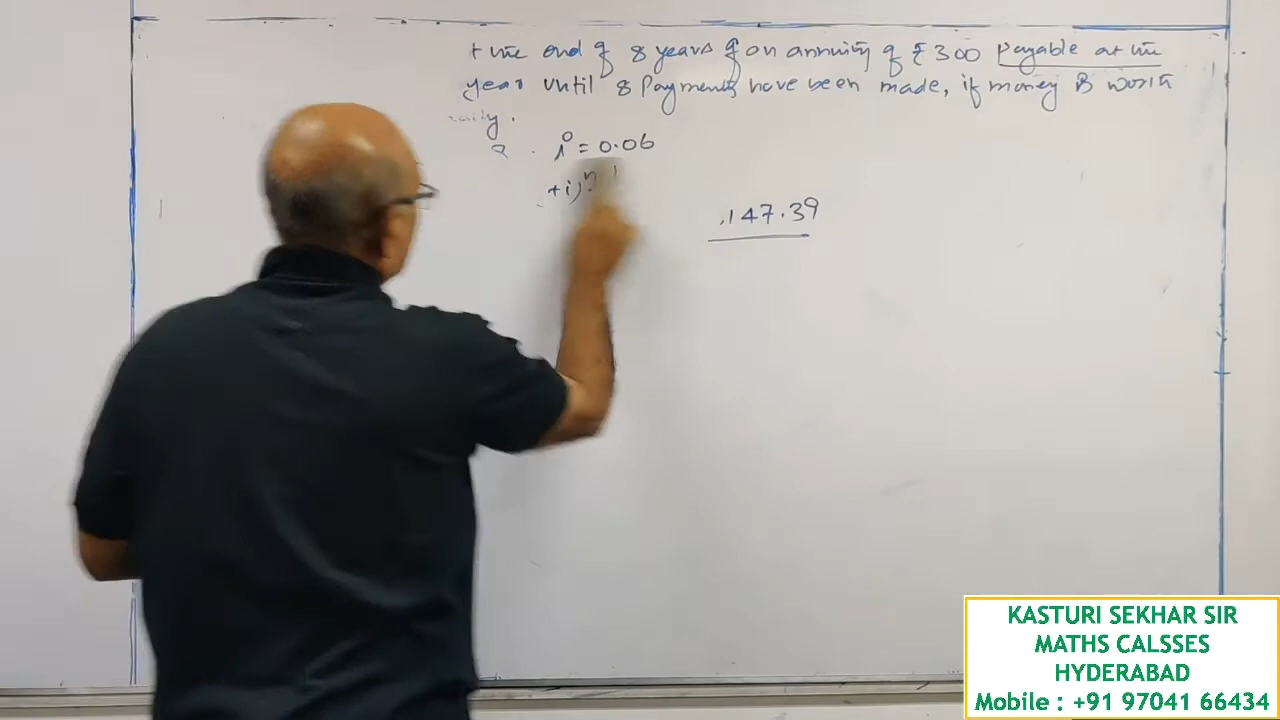 the end of 8 years of an annuity of ₹300 payable at the
year until 8 Payments have been made, if money is worth
i = 0.06
+i)ⁿ
147.39
KASTURI SEKHAR SIR
MATHS CALSSES
HYDERABAD
Mobile : +91 97041 66434